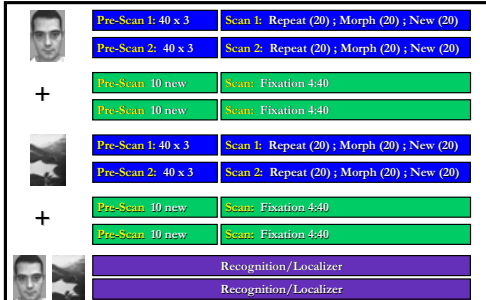 Pre-Scan 1: 40 x 3 Scan 1: Repeat (20) ; Morph (20) ; New (20)
Pre-Scan 2: 40 x 3 Scan 2: Repeat (20) ; Morph (20) ; New (20)
+
Pre-Scan 10 new Scan: Fixation 4:40
Pre-Scan 10 new Scan: Fixation 4:40
Pre-Scan 1: 40 x 3 Scan 1: Repeat (20) ; Morph (20) ; New (20)
Pre-Scan 2: 40 x 3 Scan 2: Repeat (20) ; Morph (20) ; New (20)
+
Pre-Scan 10 new Scan: Fixation 4:40
Pre-Scan 10 new Scan: Fixation 4:40
Recognition/Localizer
Recognition/Localizer